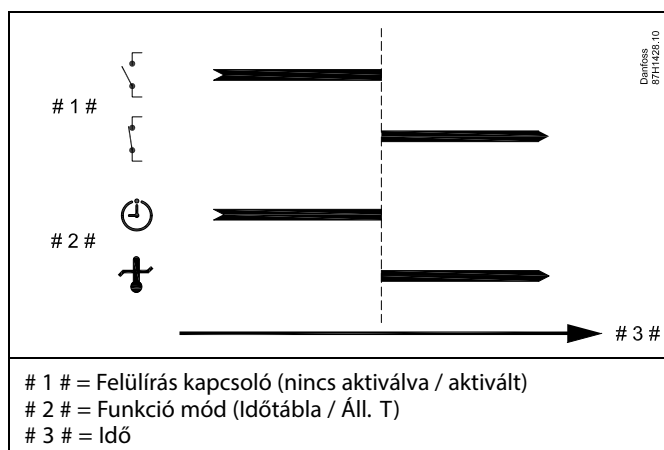 Danfoss
87H1428.10
# 1 #
# 2 #
# 3 #
# 1 # = Felülírás kapcsoló (nincs aktiválva / aktivált)
# 2 # = Funkció mód (Időtábla / Áll. T)
# 3 # = Idő